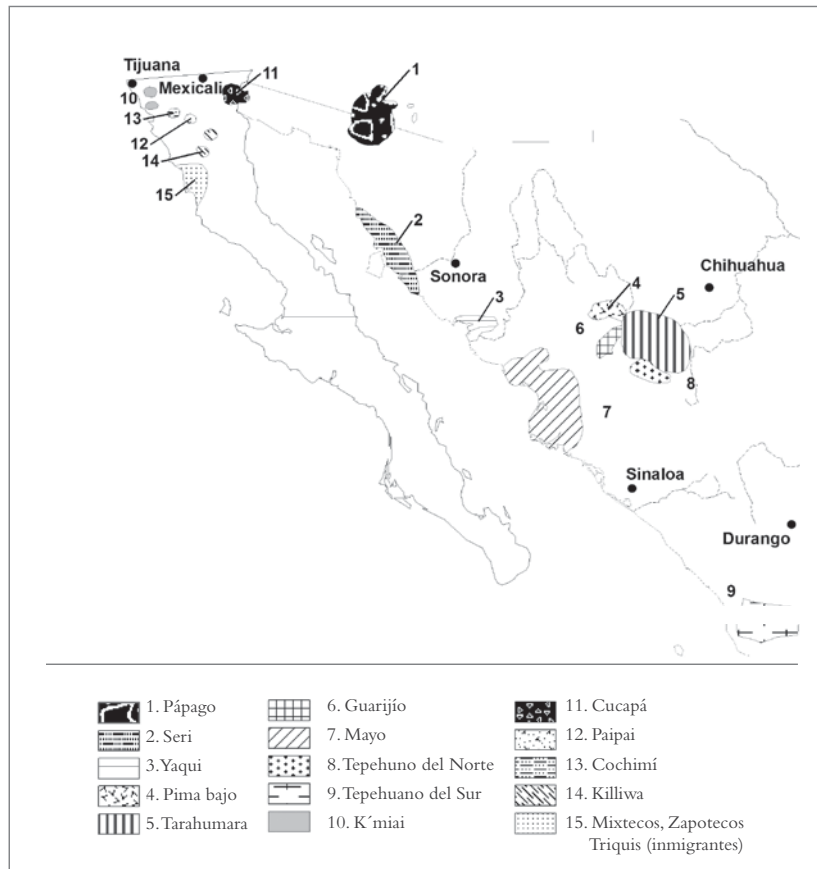 Tijuana
Mexicali
11
1
10
13
12
14
15
2
Sonora
3
4
5
Chihuahua
6
8
7
Sinaloa
Durango
9
1. Pápago
2. Seri
3. Yaqui
4. Pima bajo
5. Tarahumara
6. Guarijío
7. Mayo
8. Tepehuno del Norte
9. Tepehuano del Sur
10. K´miai
11. Cucapá
12. Paipai
13. Cochimí
14. Killiwa
15. Mixtecos, Zapotecos
Triquis (inmigrantes)